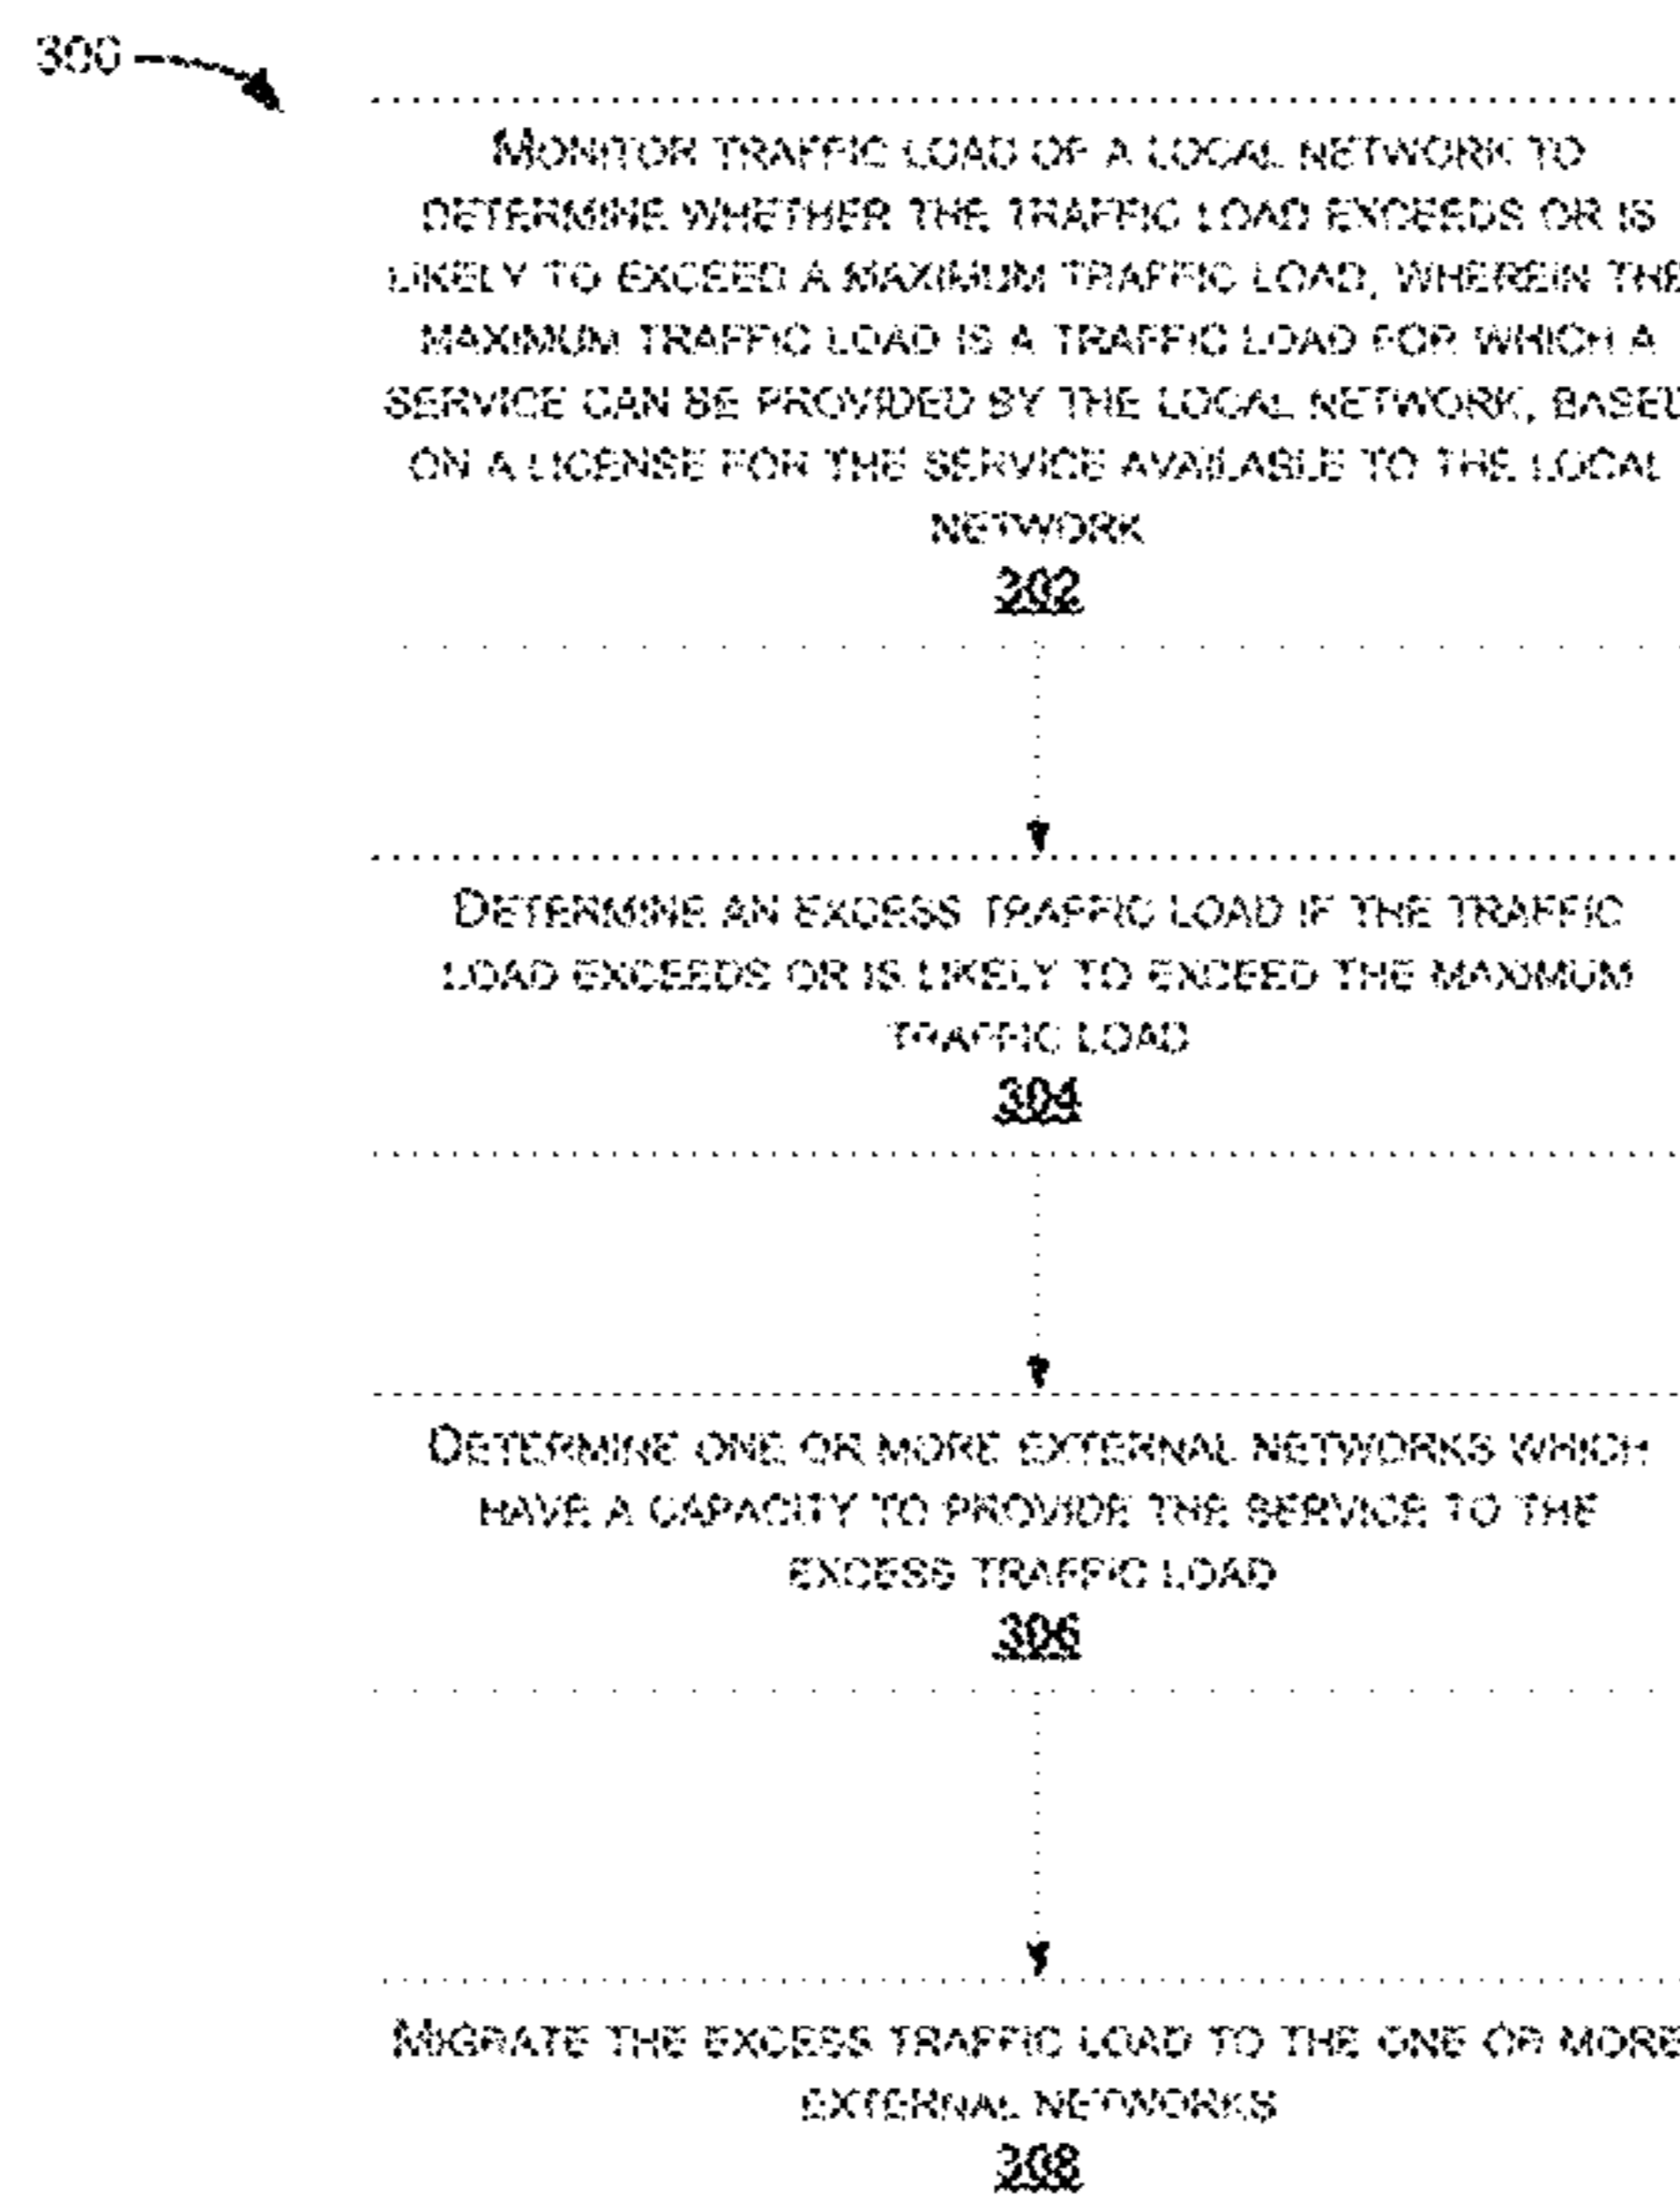 300
MONITOR TRAFFIC LOAD OF A LOCAL NETWORK TO
DETERMINE WHETHER THE TRAFFIC LOAD EXCEEDS OR IS
LIKELY TO EXCEED A MAXIMUM TRAFFIC LOAD, WHEREIN THE
MAXIMUM TRAFFIC LOAD IS A TRAFFIC LOAD FOR WHICH A
SERVICE CAN BE PROVIDED BY THE LOCAL NETWORK, BASED
ON A LICENSE FOR THE SERVICE AVAILABLE TO THE LOCAL
NETWORK
302
DETERMINE AN EXCESS TRAFFIC LOAD IF THE TRAFFIC
LOAD EXCEEDS OR IS LIKELY TO EXCEED THE MAXIMUM
TRAFFIC LOAD
304
DETERMINE ONE OR MORE EXTERNAL NETWORKS WHICH
HAVE A CAPACITY TO PROVIDE THE SERVICE TO THE
EXCESS TRAFFIC LOAD
306
MIGRATE THE EXCESS TRAFFIC LOAD TO THE ONE OR MORE
EXTERNAL NETWORKS
308